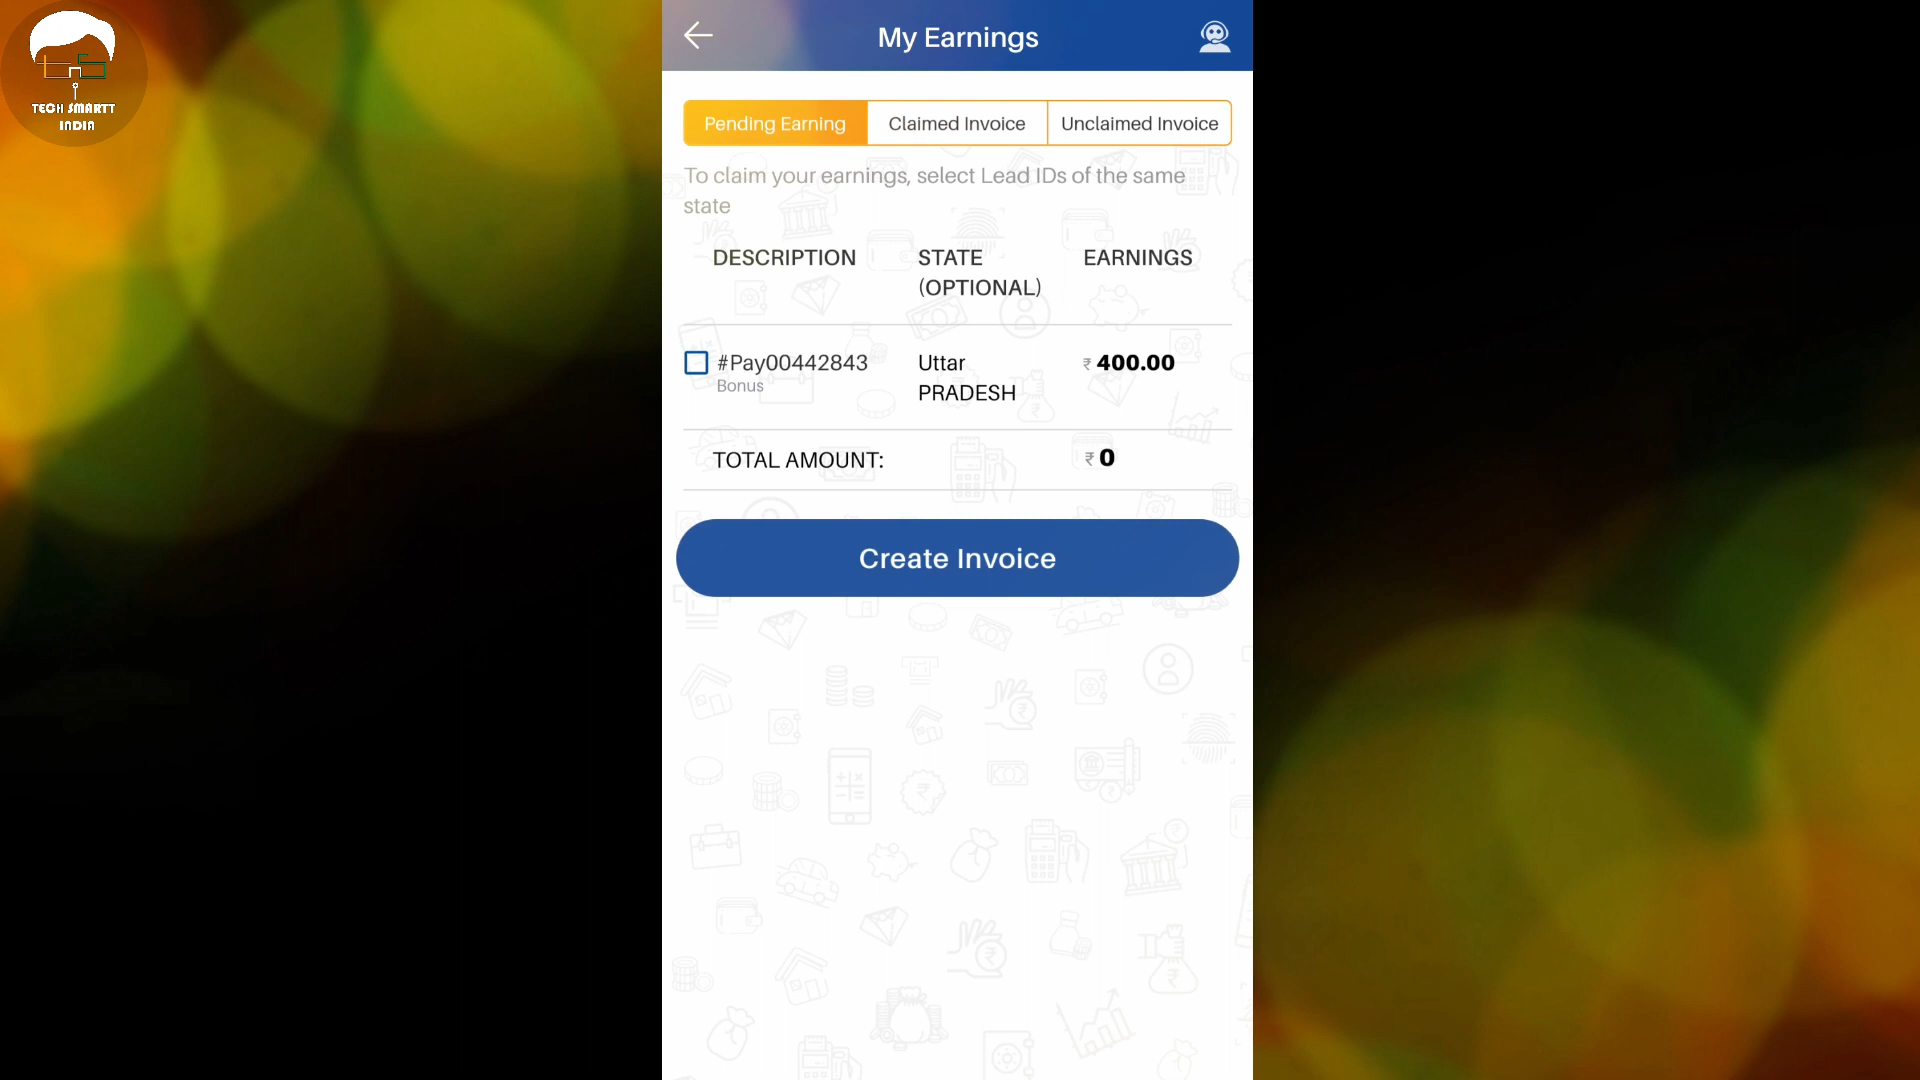 TECH SMARTT
INDIA
My Earnings
Pending Earning
Claimed Invoice
Unclaimed Invoice
To claim your earnings, select Lead IDs of the same
state
DESCRIPTION
STATE
(OPTIONAL)
EARNINGS
#Pay00442843
Bonus
Uttar
PRADESH
₹ 400.00
TOTAL AMOUNT:
₹ 0
Create Invoice